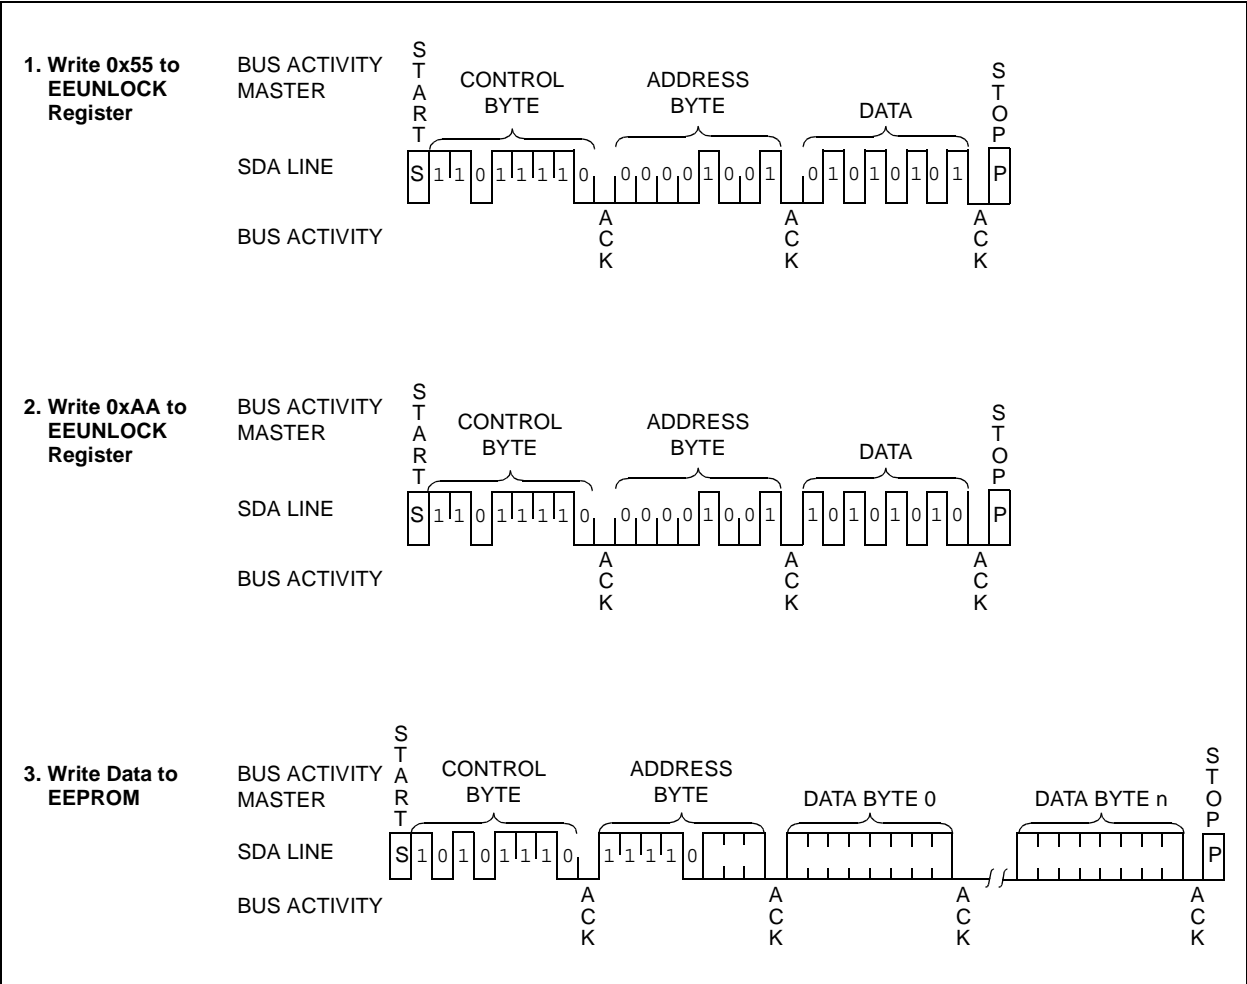 1. Write 0x55 to
EEUNLOCK
Register
BUS ACTIVITY
MASTER
START
CONTROL
BYTE
ADDRESS
BYTE
DATA
STOP
SDA LINE
S 1 1 0 1 1 1 1 0 0 0 0 0 1 0 0 1 0 1 0 1 0 1 0 1 P
BUS ACTIVITY
ACK
ACK
ACK
2. Write 0xAA to
EEUNLOCK
Register
BUS ACTIVITY
MASTER
START
CONTROL
BYTE
ADDRESS
BYTE
DATA
STOP
SDA LINE
S 1 1 0 1 1 1 1 0 0 0 0 0 1 0 0 1 1 0 1 0 1 0 1 0 P
BUS ACTIVITY
ACK
ACK
ACK
3. Write Data to
EEPROM
BUS ACTIVITY
MASTER
START
CONTROL
BYTE
ADDRESS
BYTE
DATA BYTE 0
DATA BYTE n
STOP
SDA LINE
S 1 0 1 0 1 1 1 0 1 1 1 1 0 P
BUS ACTIVITY
ACK
ACK
ACK
ACK